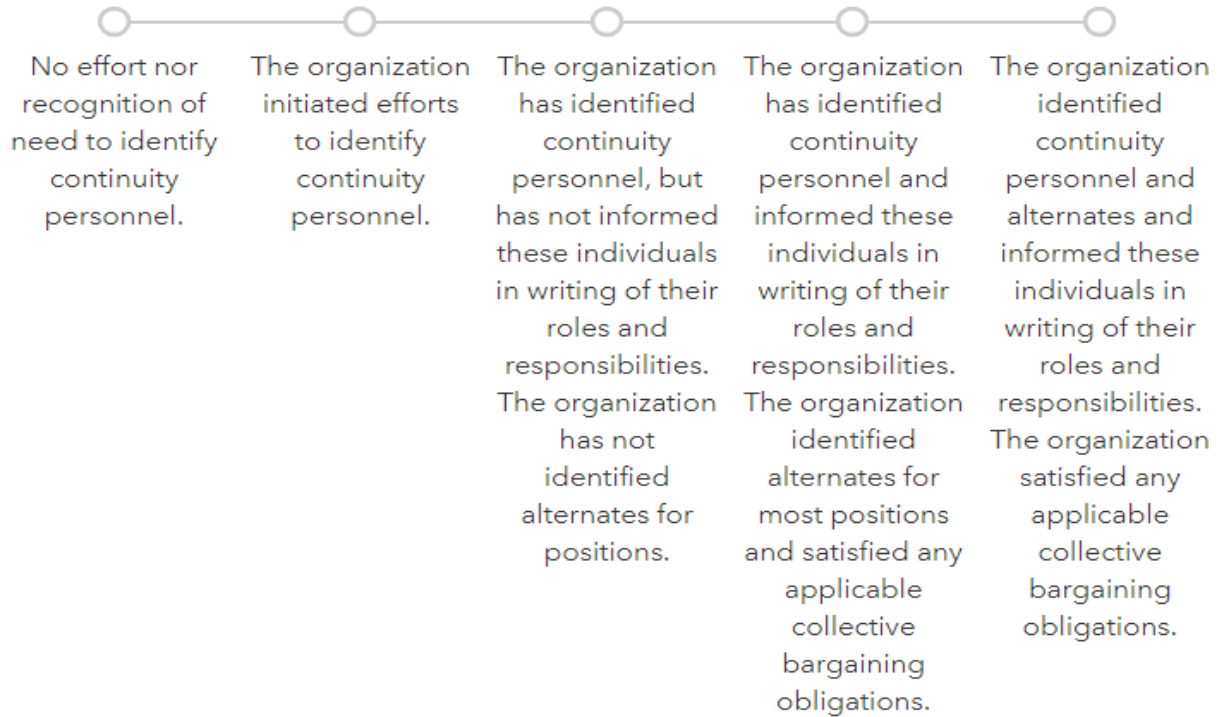 No effort nor
recognition of
need to identify
continuity
personnel.
The organization
initiated efforts
to identify
continuity
personnel.
The organization
has identified
continuity
personnel, but
has not informed
these individuals
in writing of their
roles and
responsibilities.
The organization
has not
identified
alternates for
positions.
The organization
has identified
continuity
personnel and
informed these
individuals in
writing of their
roles and
responsibilities.
The organization
identified
alternates for
most positions
and satisfied any
applicable
collective
bargaining
obligations.
The organization
identified
continuity
personnel and
alternates and
informed these
individuals in
writing of their
roles and
responsibilities.
The organization
satisfied any
applicable
collective
bargaining
obligations.